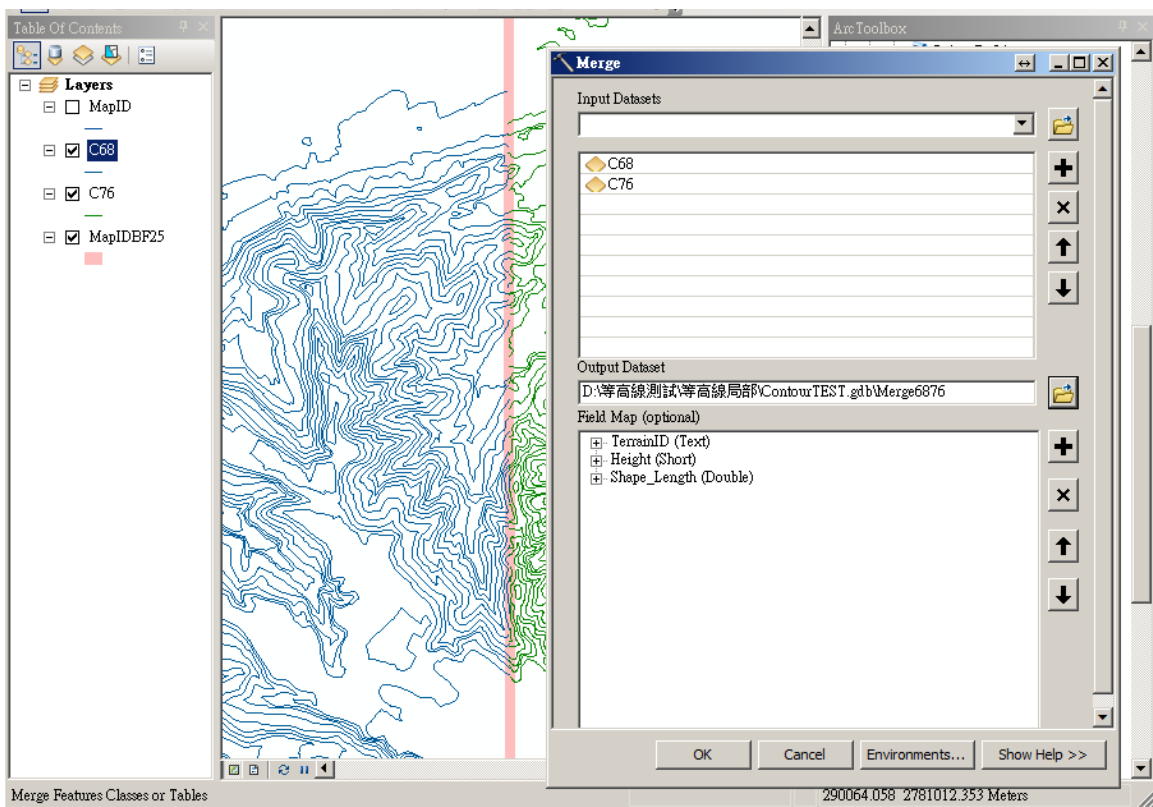 Table Of Contents
Layers
MapID
C68
C76
MapIDBF25
ArcToolbox
Merge
Input Datasets
C68
C76
Output Dataset
D:\等高線測試\等高線局部\ContourTEST.gdb\Merge6876
Field Map (optional)
TerrainID (Text)
Height (Short)
Shape_Length (Double)
OK
Cancel
Environments...
Show Help >>
Merge Features Classes or Tables
290064.058 2781012.353 Meters